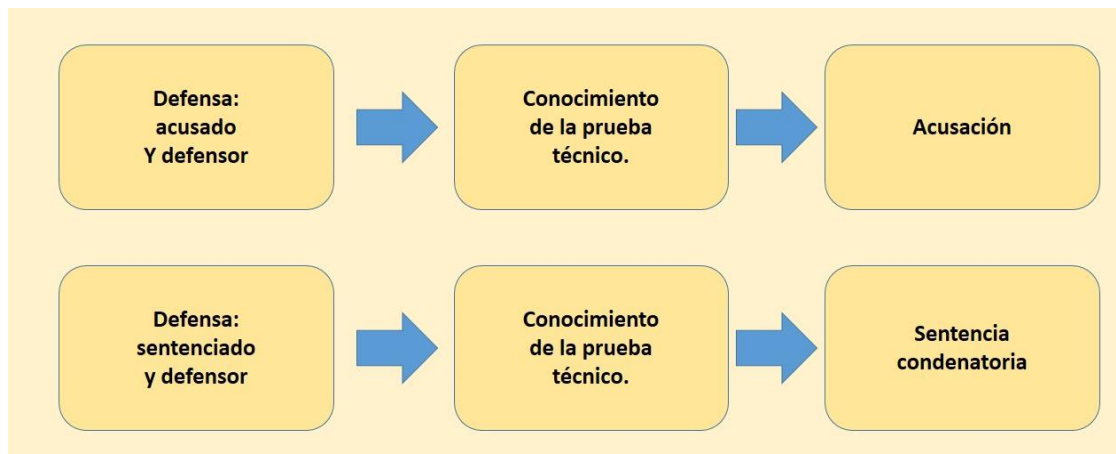 Defensa:
acusado
Y defensor
Conocimiento
de la prueba
técnico.
Acusación
Defensa:
sentenciado
y defensor
Conocimiento
de la prueba
técnico.
Sentencia
condenatoria